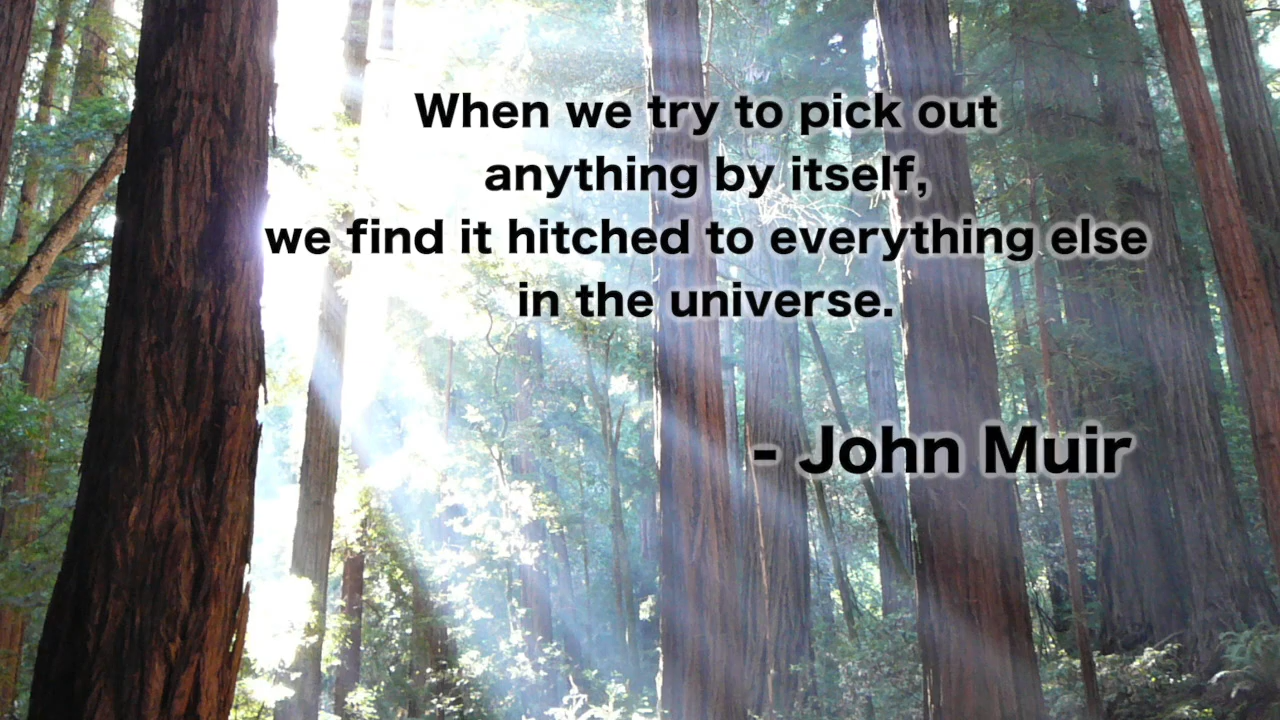 When we try to pick out
anything by itself,
we find it hitched to everything else
in the universe.
- John Muir